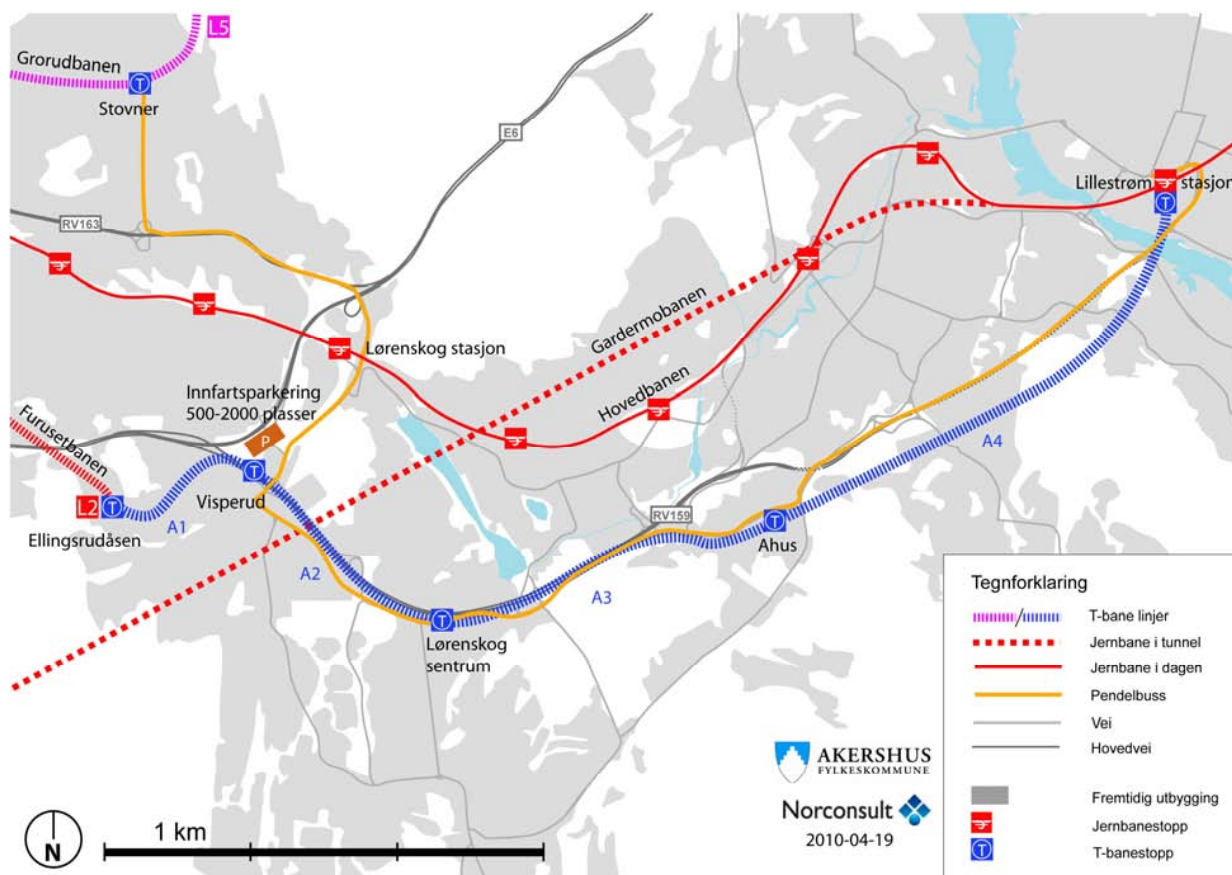 L5
Grorudbanen
T
Stovner
E6
RV163
Lillestrøm stasjon
T
Gardermobanen
Lørenskog stasjon
Hovedbanen
Innfartsparkering
500-2000 plasser
P
Furusetbanen
A4
T
Visperud
L2
T
RV159
T
Ellingsrudåsen
A1
Ahus
A2
A3
T
Lørenskog
sentrum
AKERSHUS
FYLKESKOMMUNE
Norconsult
2010-04-19
N
1 km
Tegnforklaring
T-bane linjer
Jernbane i tunnel
Jernbane i dagen
Pendelbuss
Vei
Hovedvei
Fremtidig utbygging
Jernbanestopp
T
T-banestopp